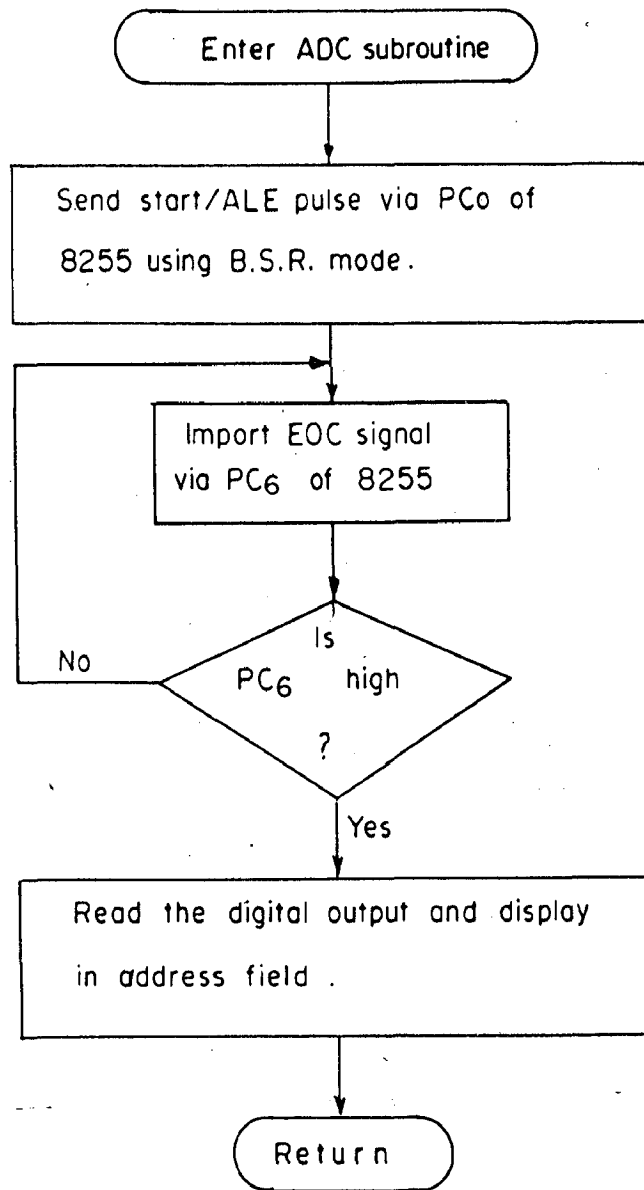 Enter ADC subroutine
Send start/ALE pulse via PCo of
8255 using B.S.R. mode.
Import EOC signal
via PC6 of 8255
Is
No
PC6 high
?
Yes
Read the digital output and display
in address field .
Return